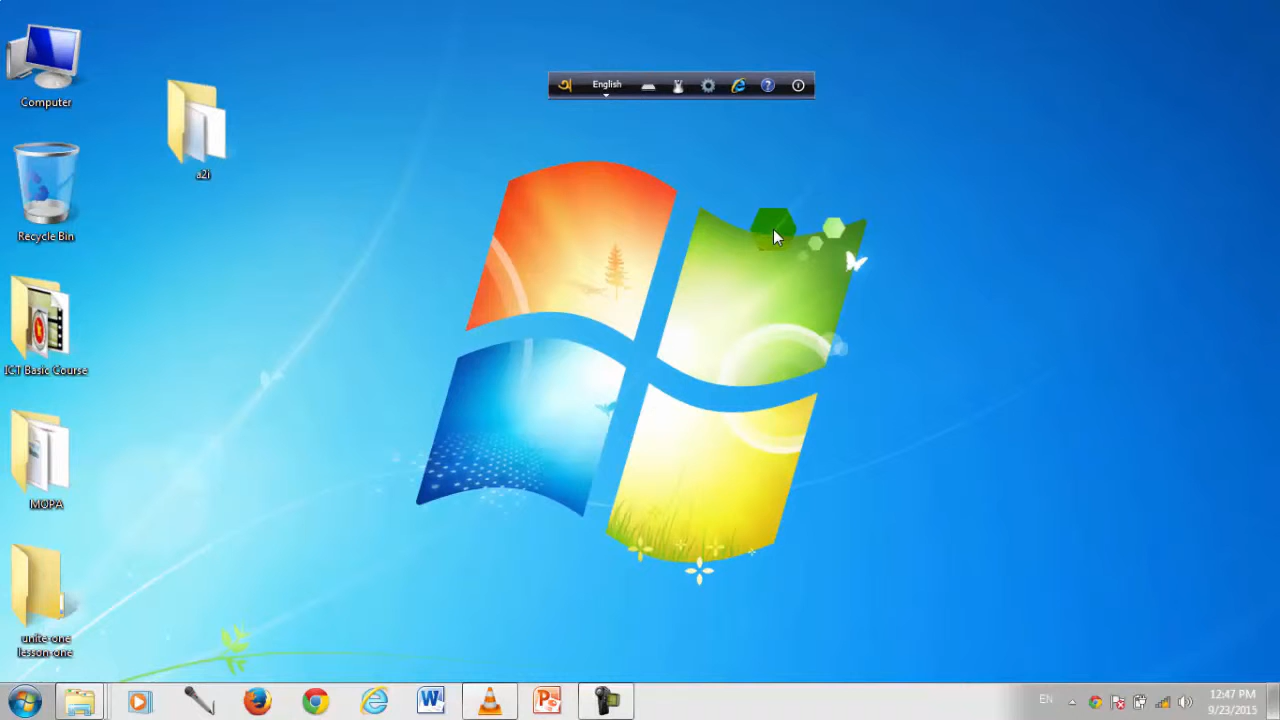 Computer
a2i
অ English ?
Recycle Bin
ICT Basic Course
MOPA
unite-one
lesson-one
W P EN
12:47 PM
9/23/2015